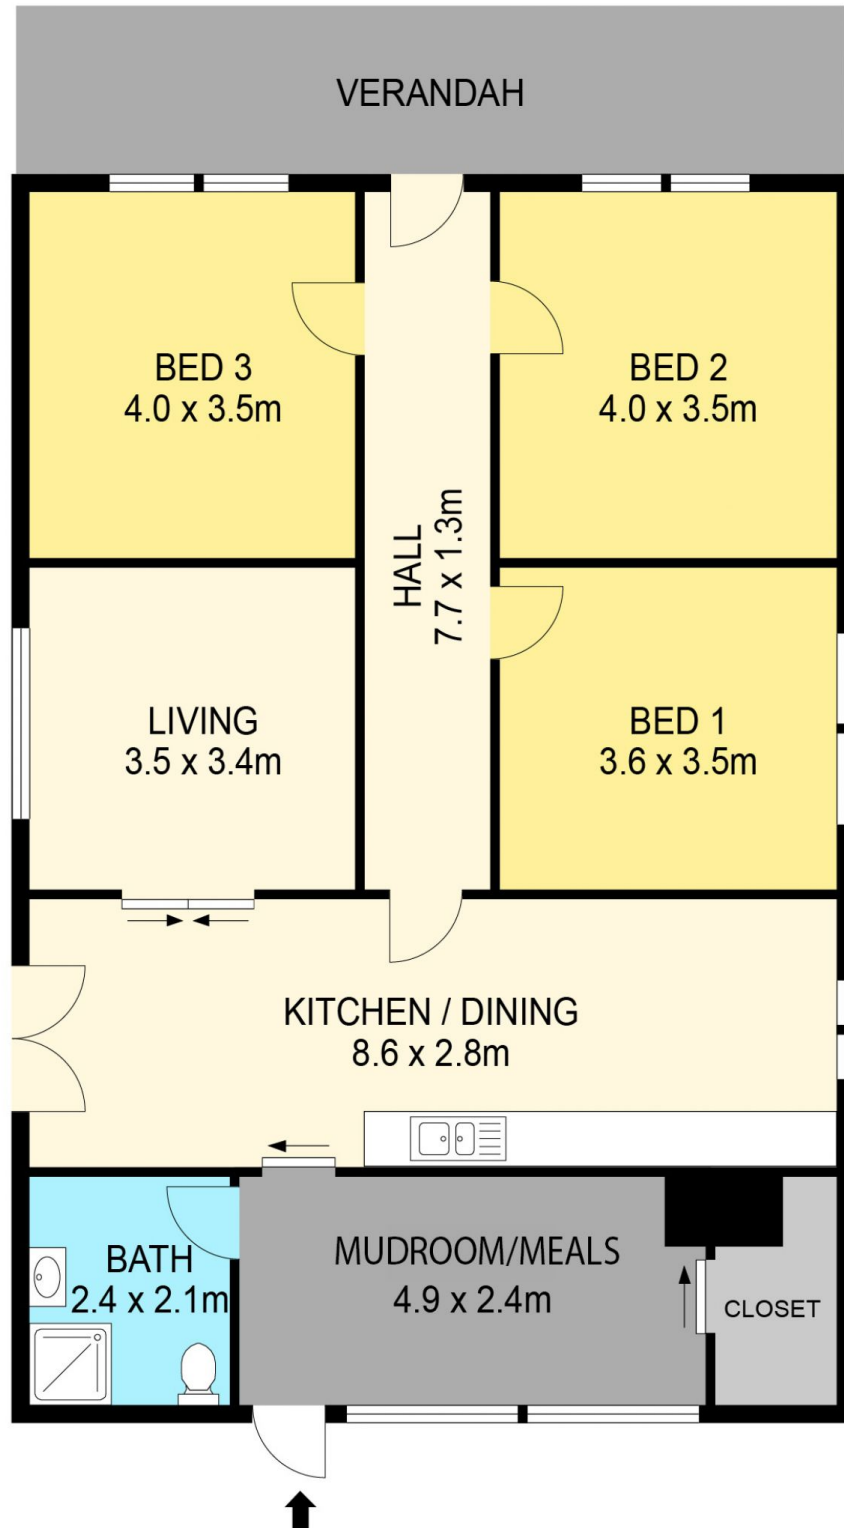 VERANDAH
BED 3
4.0 x 3.5m
BED 2
4.0 x 3.5m
HALL
7.7 x 1.3m
LIVING
3.5 x 3.4m
BED 1
3.6 x 3.5m
KITCHEN / DINING
8.6 x 2.8m
BATH
2.4 x 2.1m
MUDROOM/MEALS
4.9 x 2.4m
CLOSET